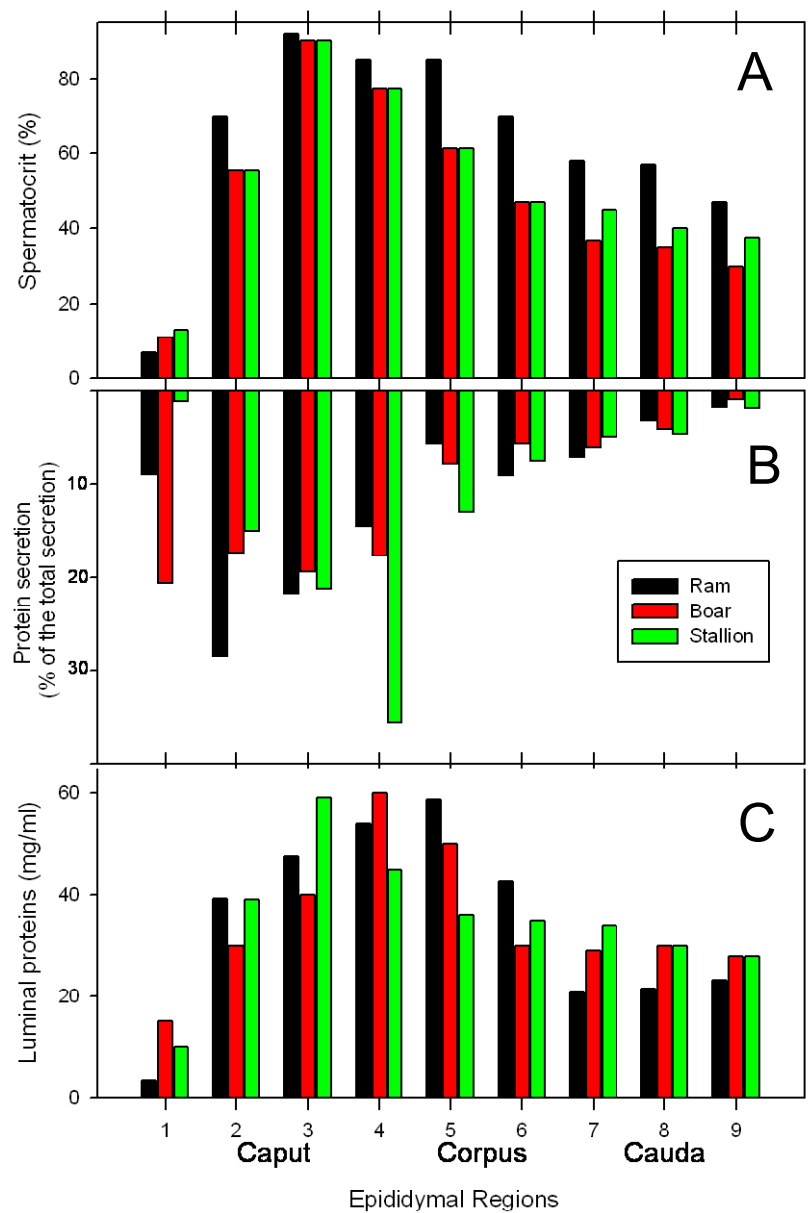 A
Spermatocrit (%)
80
60
40
20
0
B
Protein secretion
(% of the total secretion)
10
20
30
Ram
Boar
Stallion
C
Luminal proteins (mg/ml)
60
40
20
0
1 2 3 4 5 6 7 8 9
Caput Corpus Cauda
Epididymal Regions